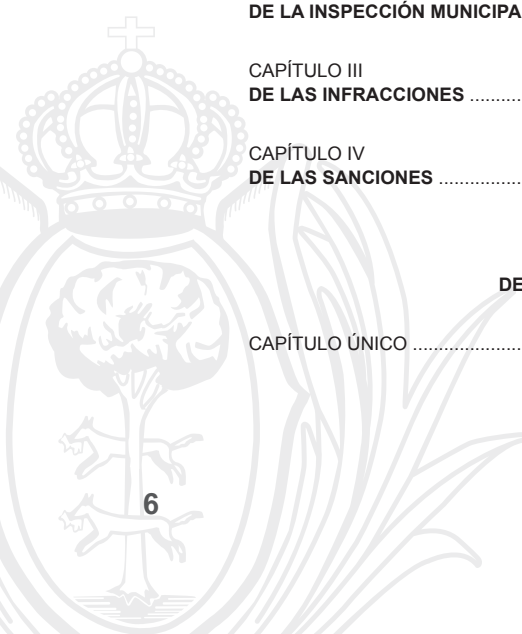 DE LA INSPECCIÓN MUNICIPA
CAPÍTULO III
DE LAS INFRACCIONES ...........
CAPÍTULO IV
DE LAS SANCIONES .................
DE
CAPÍTULO ÚNICO ......................
6